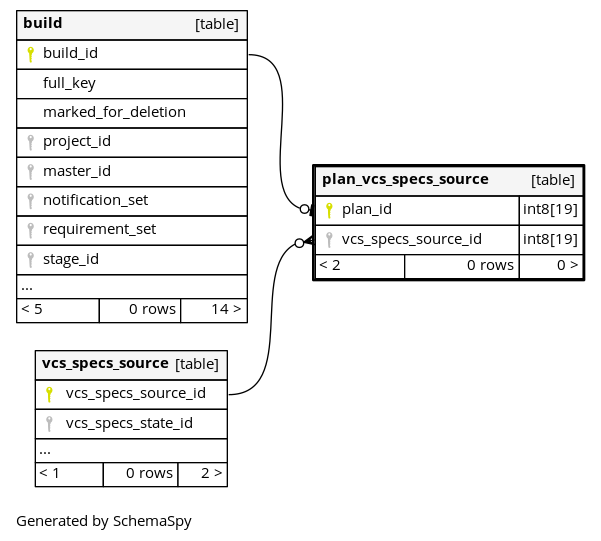 build [table]
build_id
full_key
marked_for_deletion
project_id
master_id
notification_set
requirement_set
stage_id
...
< 5 0 rows 14 >
plan_vcs_specs_source [table]
plan_id int8[19]
vcs_specs_source_id int8[19]
< 2 0 rows 0 >
vcs_specs_source [table]
vcs_specs_source_id
vcs_specs_state_id
...
< 1 0 rows 2 >
Generated by SchemaSpy